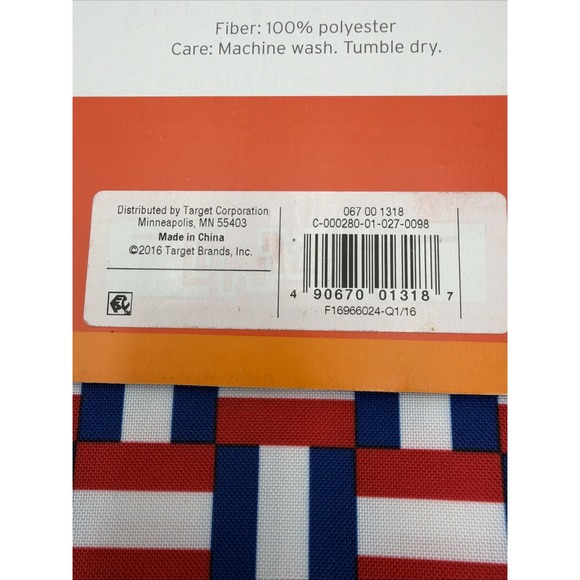 Fiber: 100% polyester
Care: Machine wash. Tumble dry.
Distributed by Target Corporation
Minneapolis, MN 55403
Made in China
©2016 Target Brands, Inc.
067 00 1318
C-000280-01-027-0098
4 90670 01318 7
F16966024-Q1/16